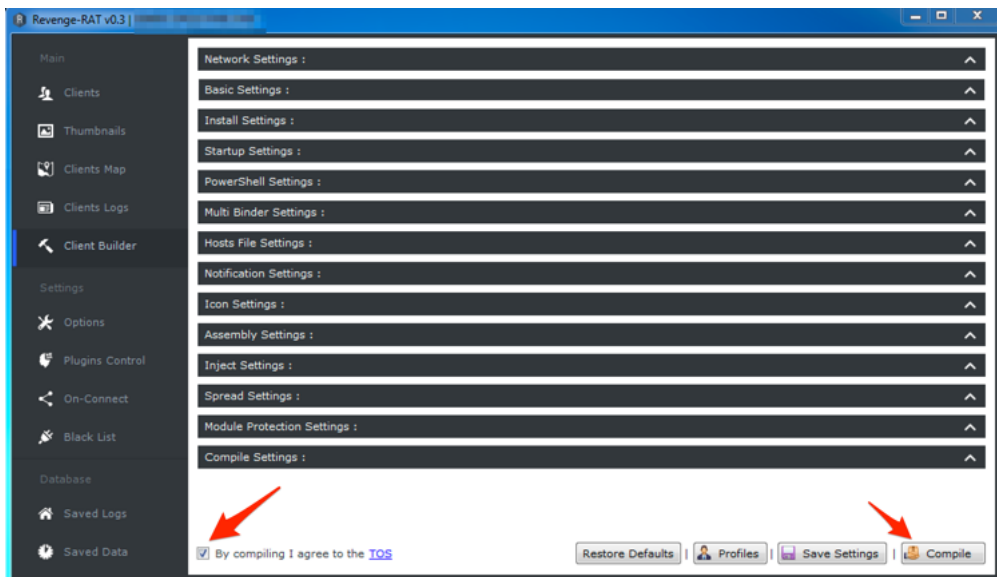 Revenge-RAT v0.3 |
Main
Clients
Thumbnails
Clients Map
Clients Logs
Client Builder
Settings
Options
Plugins Control
On-Connect
Black List
Database
Saved Logs
Saved Data
Network Settings :
Basic Settings :
Install Settings :
Startup Settings :
PowerShell Settings :
Multi Binder Settings :
Hosts File Settings :
Notification Settings :
Icon Settings :
Assembly Settings :
Inject Settings :
Spread Settings :
Module Protection Settings :
Compile Settings :
By compiling I agree to the TOS
Restore Defaults | Profiles | Save Settings | Compile